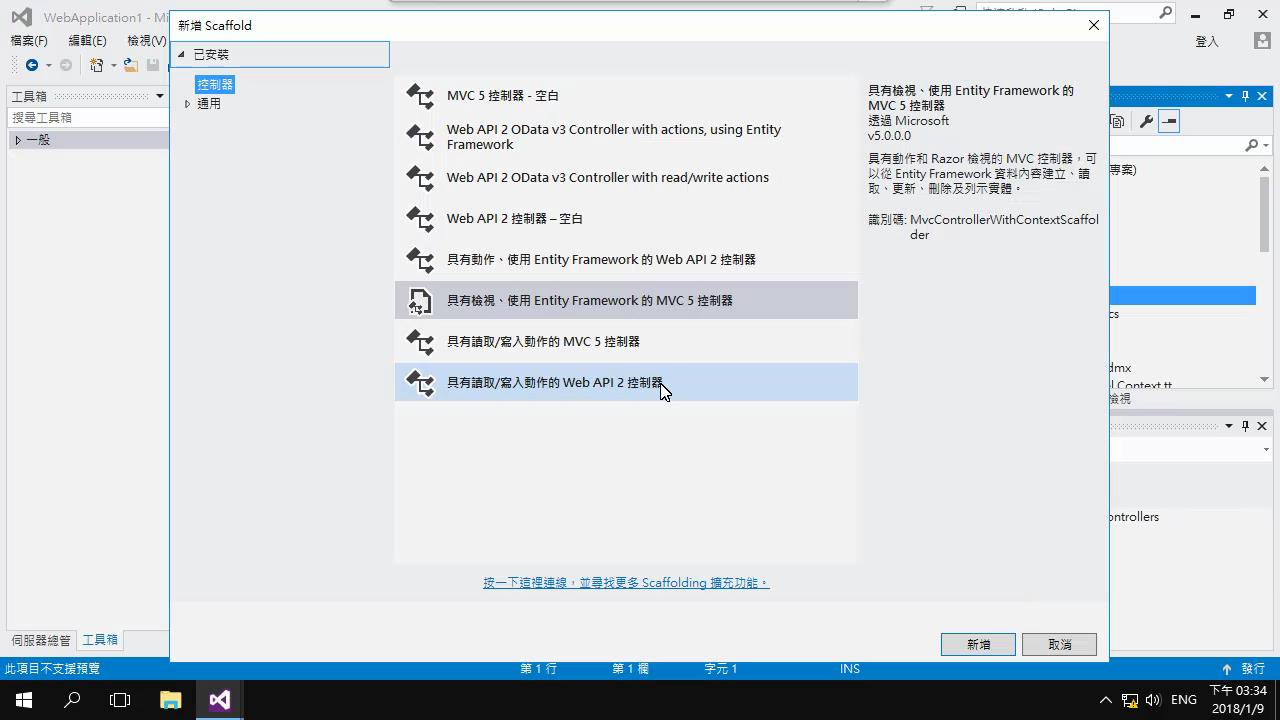 WebApplication1 - Mi
新增 Scaffold
檔案(F)
編輯(E)
檢視(V)
登入
已安裝
控制器
通用
工具箱
搜尋工具箱
一般
MVC 5 控制器 - 空白
Web API 2 OData v3 Controller with actions, using Entity
Framework
Web API 2 OData v3 Controller with read/write actions
Web API 2 控制器 – 空白
具有動作、使用 Entity Framework 的 Web API 2 控制器
具有檢視、使用 Entity Framework 的 MVC 5 控制器
具有讀取/寫入動作的 MVC 5 控制器
具有讀取/寫入動作的 Web API 2 控制器
具有檢視、使用 Entity Framework 的
MVC 5 控制器
透過 Microsoft
v5.0.0.0
具有動作和 Razor 檢視的 MVC 控制器，可
以從 Entity Framework 資料內容建立、讀
取、更新、刪除及列示實體。
識別碼: MvcControllerWithContextScaffol
der
專案)
cs
dmx
l.Context.tt
檢視
ontrollers
按一下這裡連線，並尋找更多 Scaffolding 擴充功能。
新增
取消
伺服器總管
工具箱
此項目不支援預覽
第 1 行
第 1 欄
字元 1
INS
發行
ENG
下午 03:34
2018/1/9